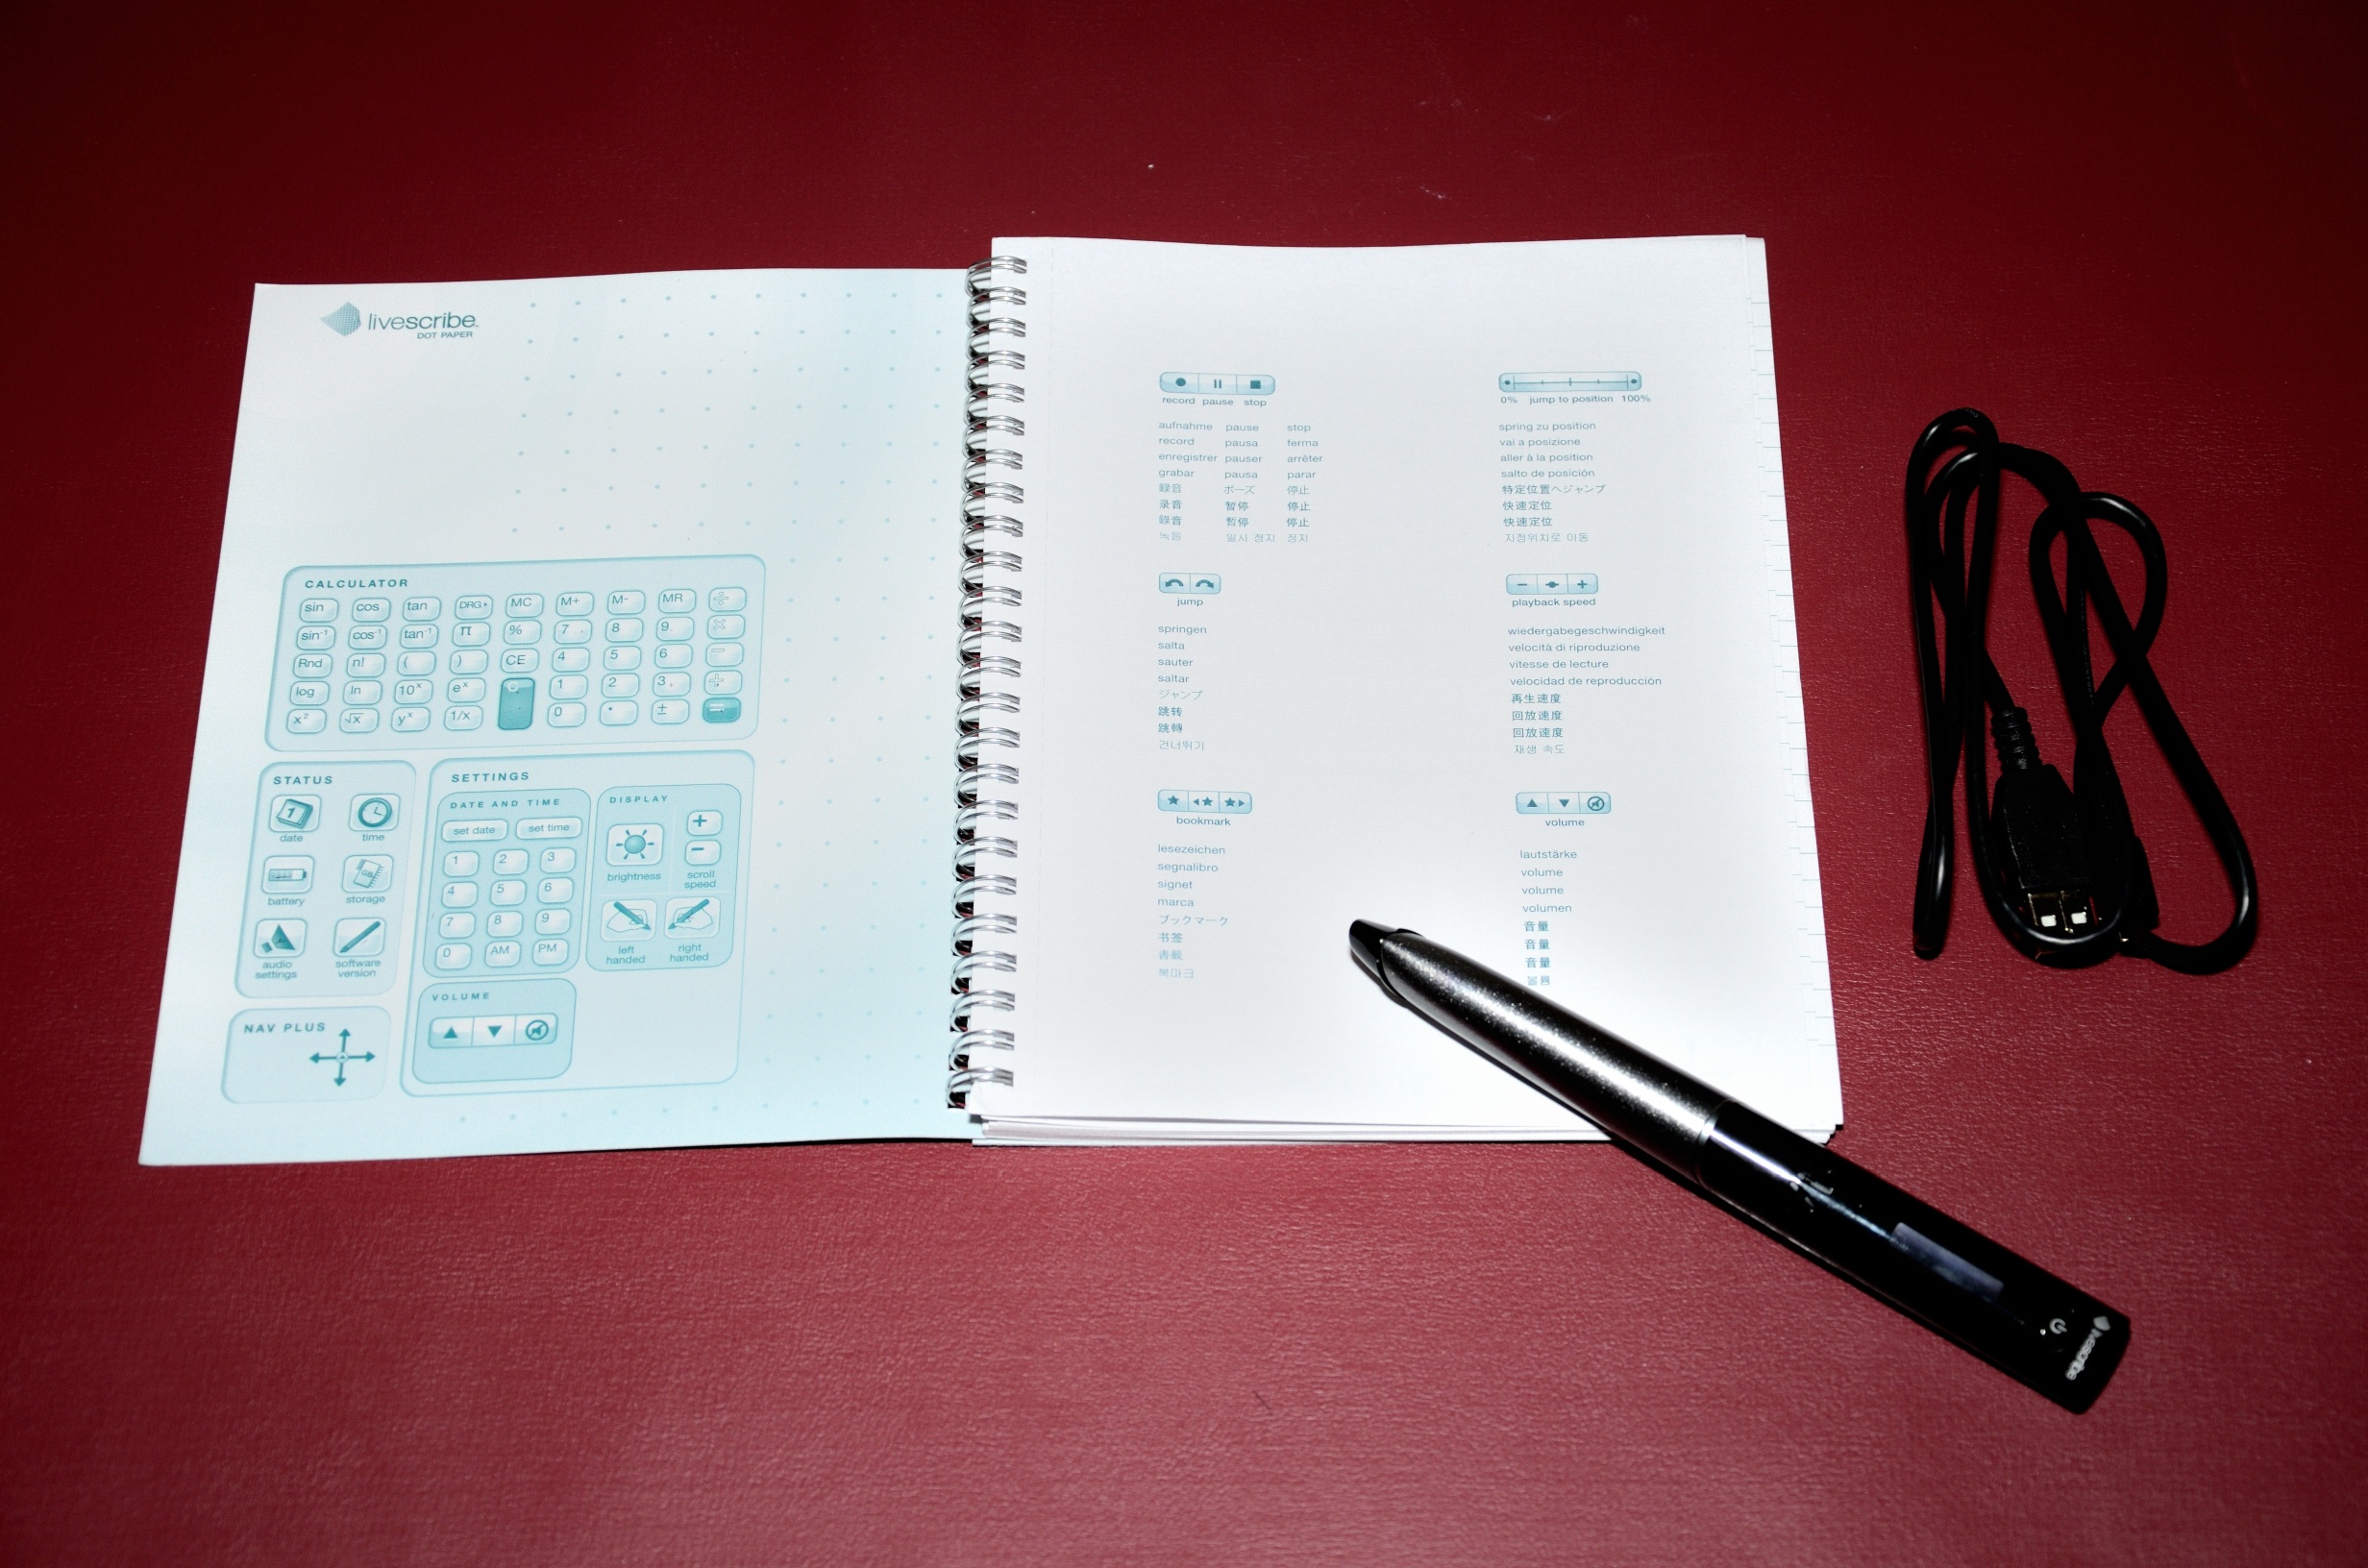 livescribe
DOT PAPER
CALCULATOR
sin cos tan DRG▸ MC M+ M- MR ÷
sin⁻¹ cos⁻¹ tan⁻¹ π % 7 8 9 ×
Rnd n! ( ) CE 4 5 6 −
log ln 10ˣ eˣ C 1 2 3 +
x² √x yˣ 1/x 0 . ± =
STATUS
date time
battery storage
audio settings
software version
NAV PLUS
SETTINGS
DATE AND TIME
set date set time
1 2 3
4 5 6
7 8 9
0 AM PM
DISPLAY
+
−
brightness
scroll speed
left handed
right handed
VOLUME
record pause stop
aufnahme pause stop
record pausa ferma
enregistrer pauser arrêter
grabar pausa parar
録音 ポーズ 停止
录音 暂停 停止
錄音 暫停 停止
녹음 일시 정지 정지
jump
springen
salta
sauter
saltar
ジャンプ
跳转
跳轉
건너뛰기
bookmark
lesezeichen
segnalibro
signet
marca
ブックマーク
书签
書籤
북마크
0% jump to position 100%
spring zu position
vai a posizione
aller à la position
salto de posición
特定位置へジャンプ
快速定位
快速定位
지정위치로 이동
− +
playback speed
wiedergabegeschwindigkeit
velocità di riproduzione
vitesse de lecture
velocidad de reproducción
再生速度
回放速度
回放速度
재생 속도
volume
lautstärke
volume
volume
volumen
音量
音量
音量
볼륨
livescribe